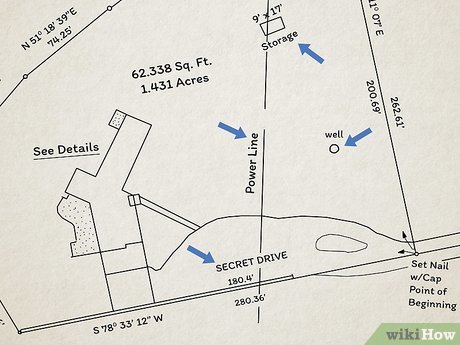 N 51° 18' 39"E
74.25'
9' x 17'
Storage
11° 07' E
62.338 Sq. Ft.
1.431 Acres
200.69'
262.61'
See Details
Power Line
well
SECRET DRIVE
180.4'
280.36'
S 78° 33' 12" W
Set Nail
w/Cap
Point of
Beginning
wikiHow